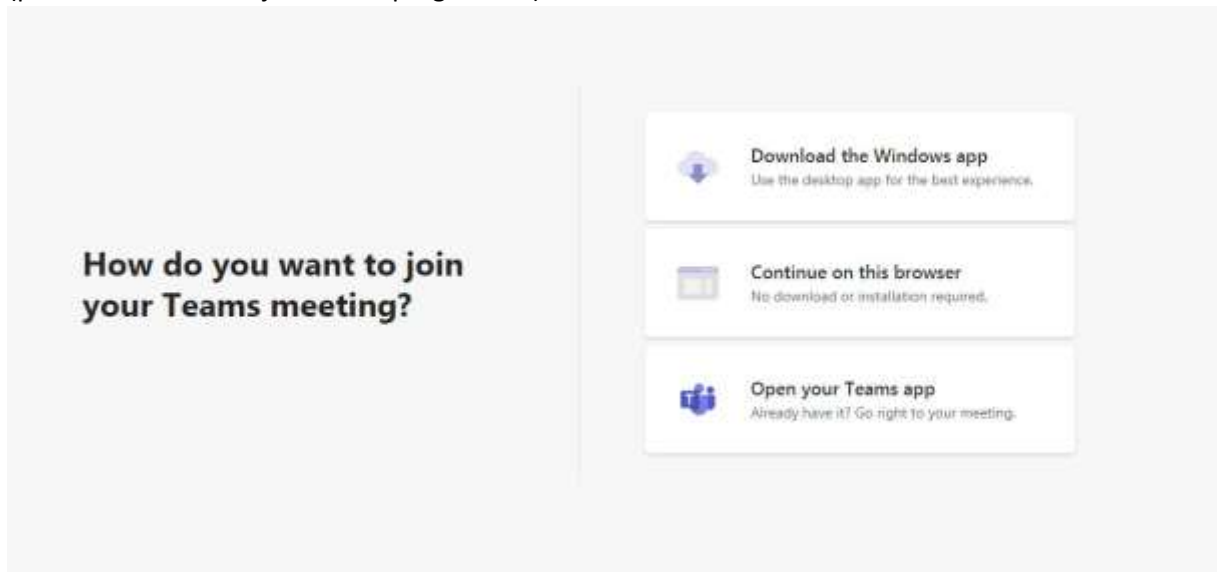 How do you want to join
your Teams meeting?
Download the Windows app
Use the desktop app for the best experience.
Continue on this browser
No download or installation required.
Open your Teams app
Already have it? Go right to your meeting.